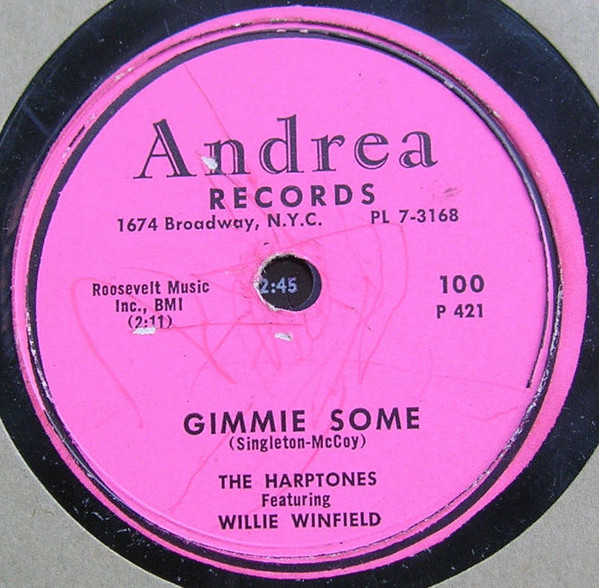 Andrea
RECORDS
1674 Broadway, N.Y.C. PL 7-3168
Roosevelt Music
Inc., BMI
(2:11)
2:45
100
P 421
GIMMIE SOME
(Singleton-McCoy)
THE HARPTONES
Featuring
WILLIE WINFIELD